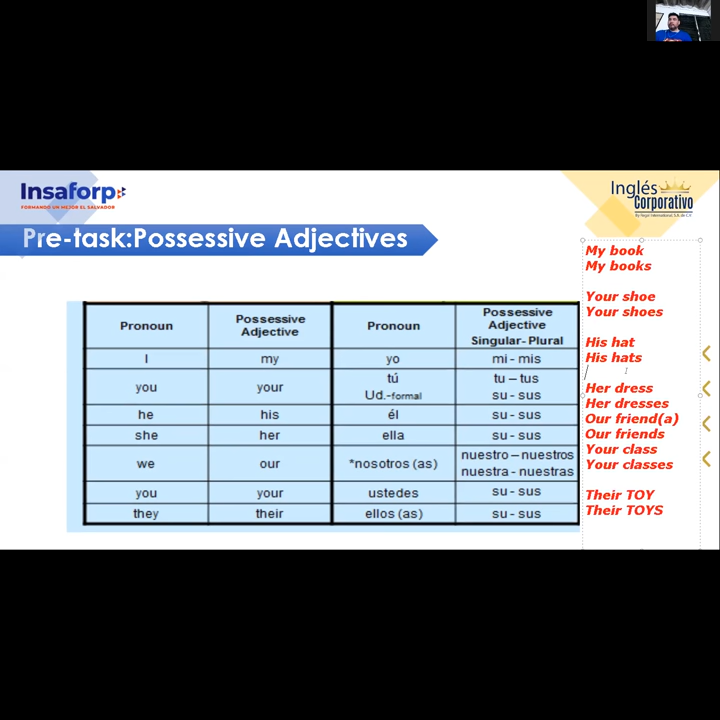 Insaforp
FORMANDO UN MEJOR EL SALVADOR
Inglés
Corporativo
Pre-task:Possessive Adjectives
Pronoun
Possessive
Adjective
Pronoun
Possessive
Adjective
Singular- Plural
I
my
yo
mi - mis
you
your
tú
Ud.-formal
tu – tus
su - sus
he
his
él
su - sus
she
her
ella
su - sus
we
our
*nosotros (as)
nuestro – nuestros
nuestra - nuestras
you
your
ustedes
su - sus
they
their
ellos (as)
su - sus
My book
My books
Your shoe
Your shoes
His hat
His hats
Her dress
Her dresses
Our friend(a)
Our friends
Your class
Your classes
Their TOY
Their TOYS